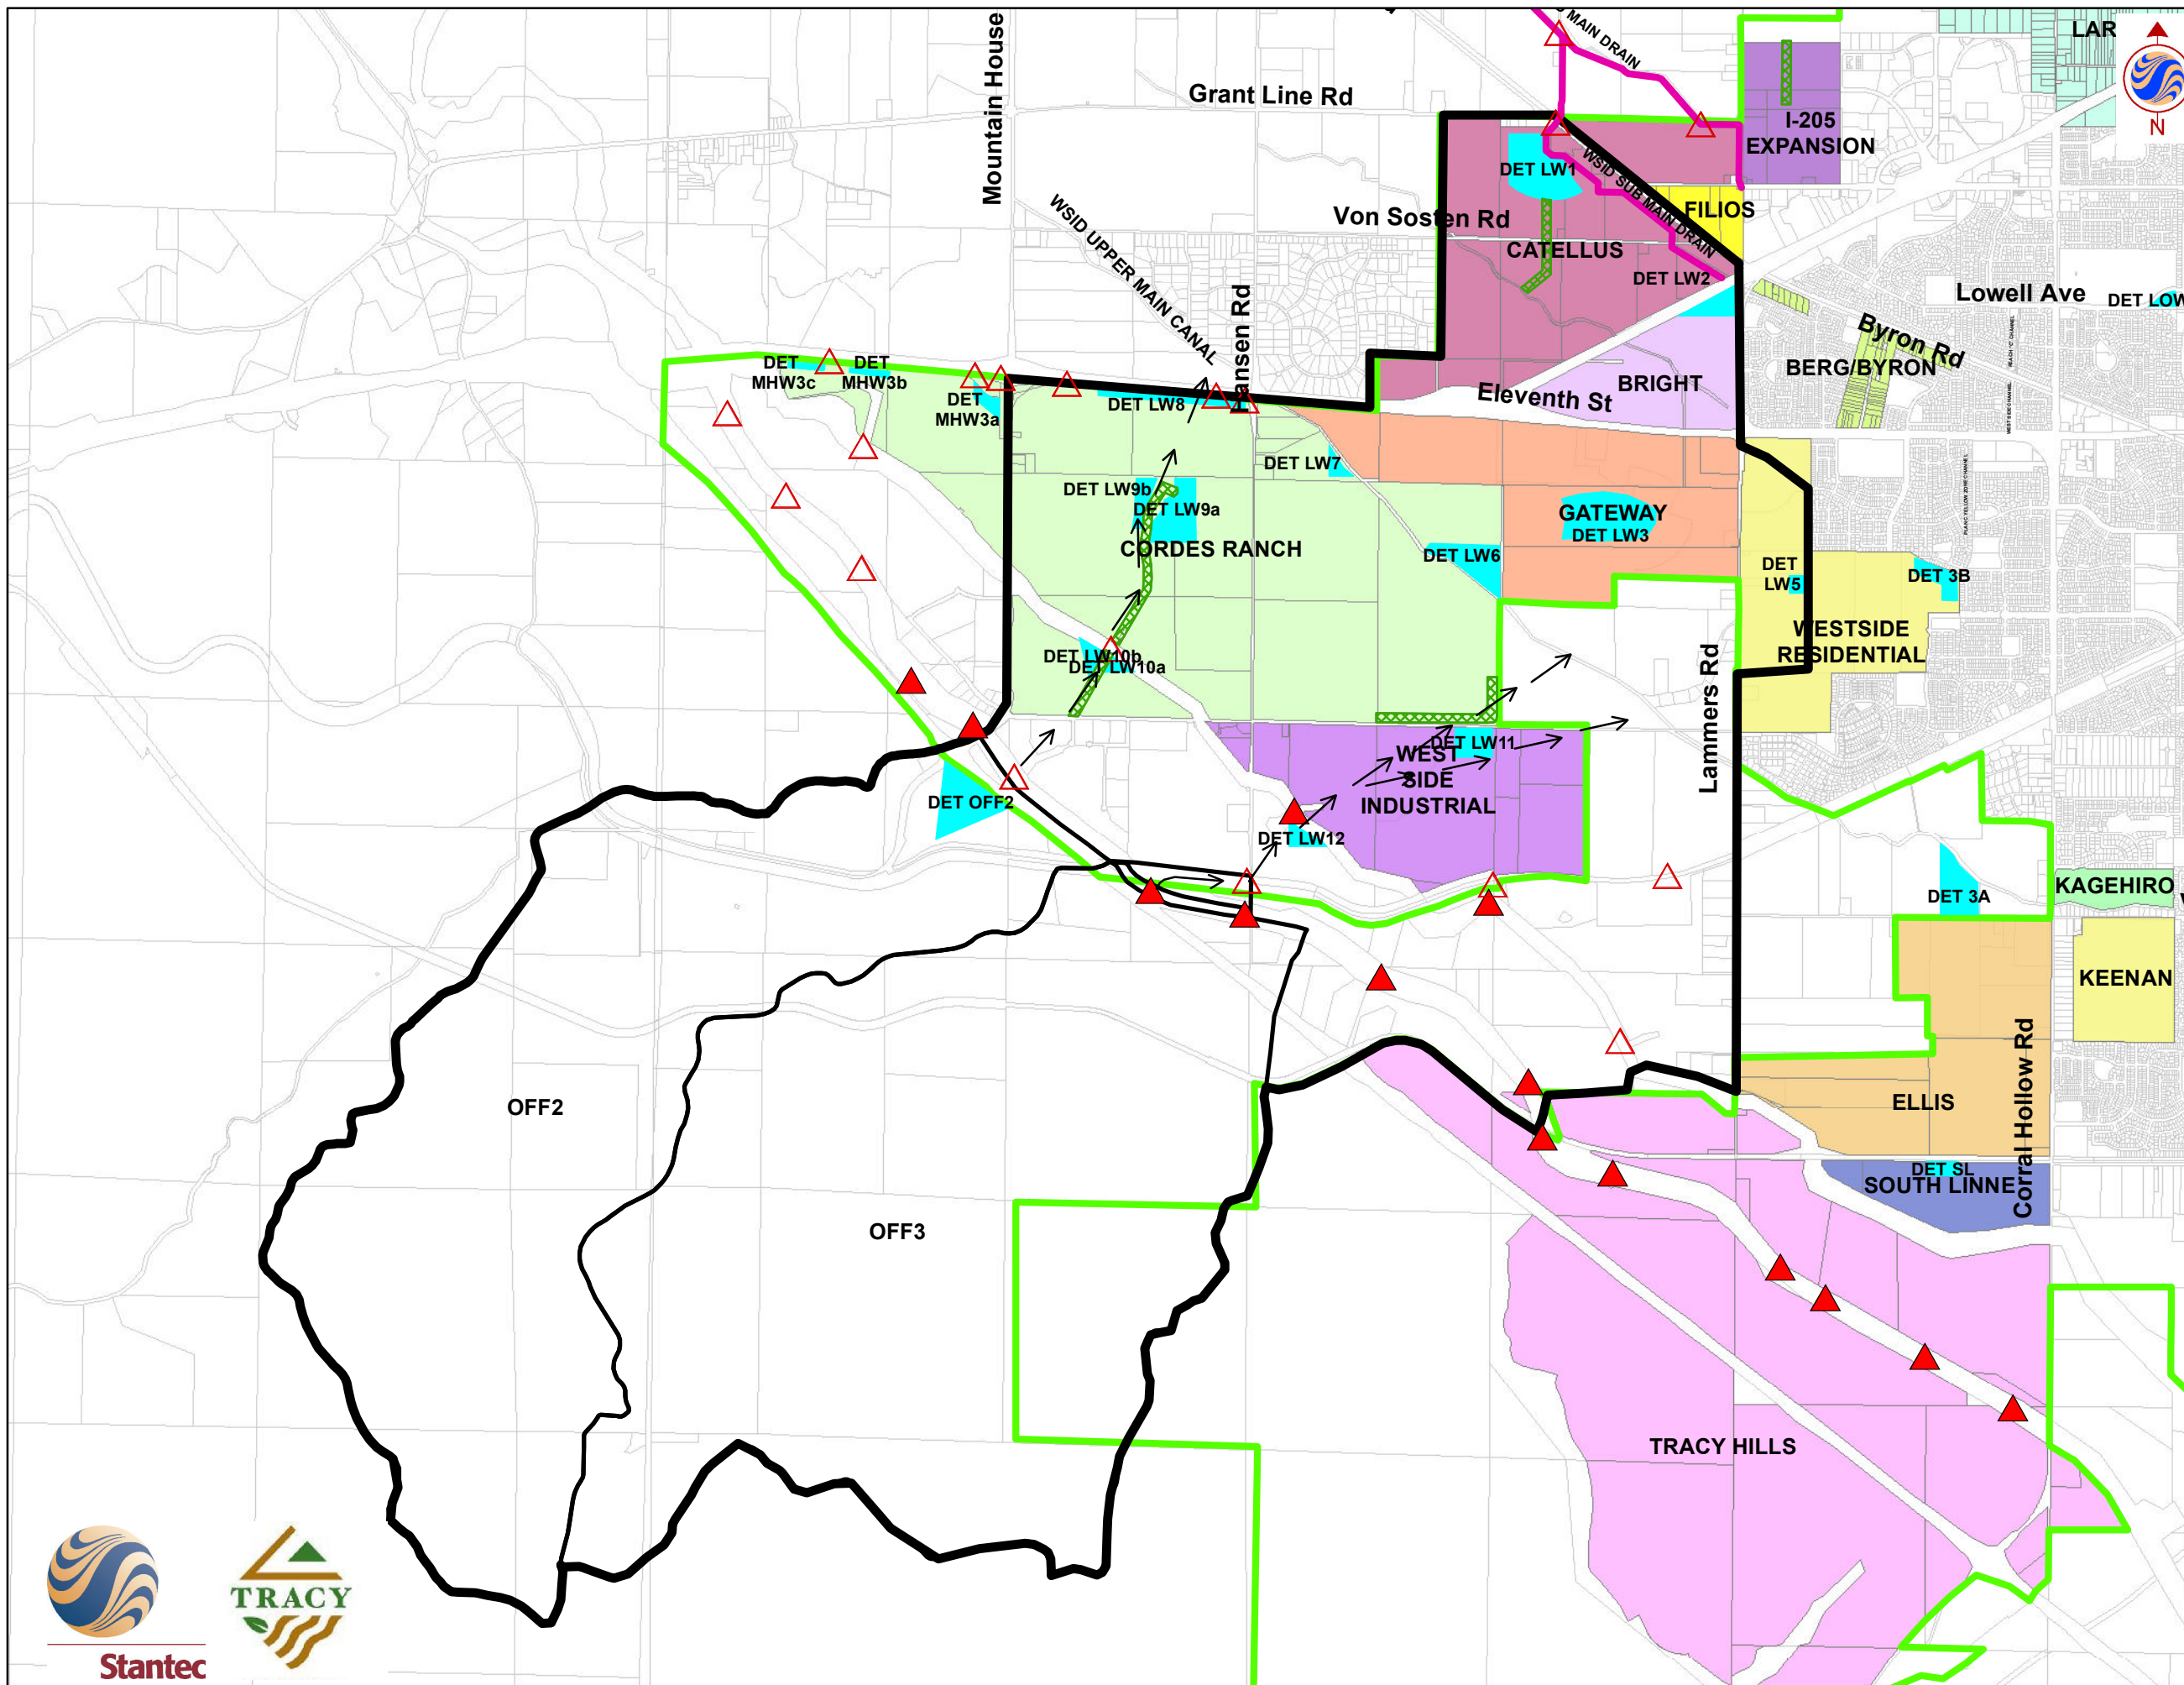 Mountain House
Grant Line Rd
MAIN DRAIN
LAR
N
I-205
EXPANSION
DET LW1
WSID SUB MAIN DRAIN
FILIOS
Von Sosten Rd
CATELLUS
DET LW2
WSID UPPER MAIN CANAL
Hansen Rd
Lowell Ave
DET LOW
Byron Rd
BERG/BYRON
BRIGHT
Eleventh St
DET
MHW3c
DET
MHW3b
DET
MHW3a
DET LW8
DET LW7
DET LW9b
DET LW9a
CORDES RANCH
GATEWAY
DET LW3
DET LW6
DET
LW5
DET 3B
WESTSIDE
RESIDENTIAL
DET LW10b
DET LW10a
Lammers Rd
DET LW11
WEST
SIDE
INDUSTRIAL
DET OFF2
DET LW12
DET 3A
KAGEHIRO
KEENAN
ELLIS
Corral Hollow Rd
DET SL
SOUTH LINNE
OFF2
OFF3
TRACY HILLS
Stantec
TRACY